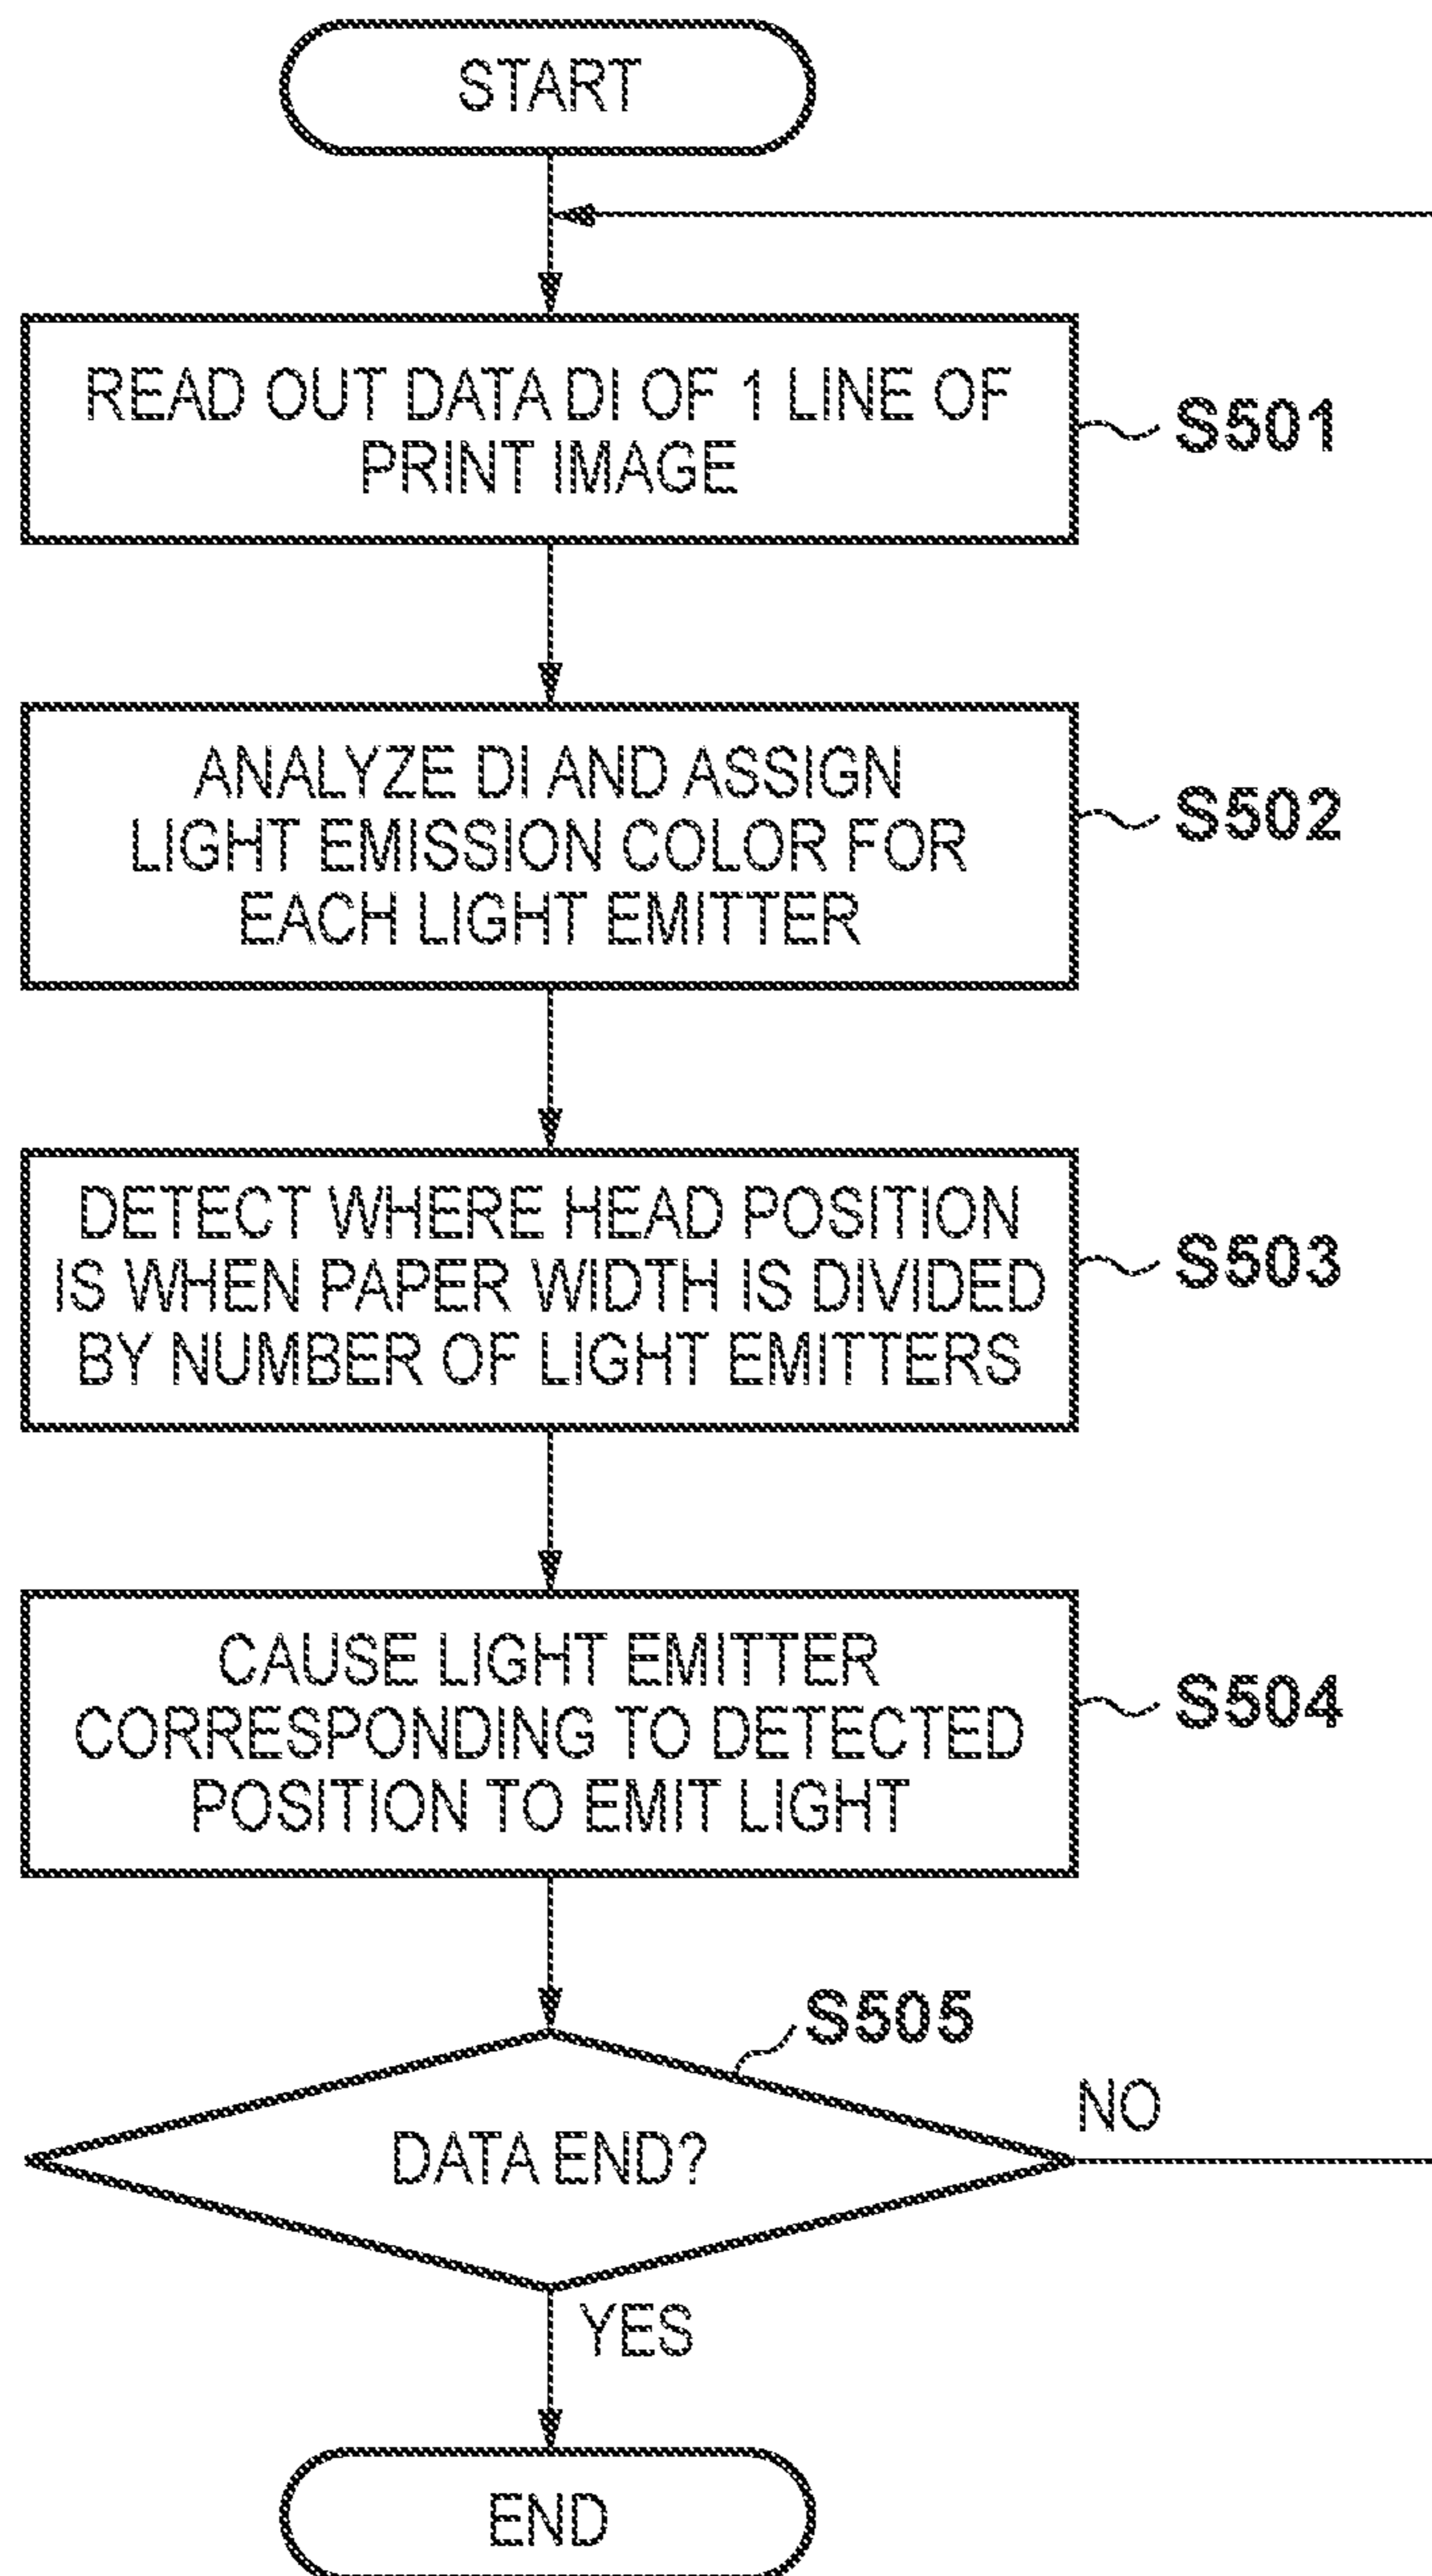 START
READ OUT DATA DI OF 1 LINE OF
PRINT IMAGE
S501
ANALYZE DI AND ASSIGN
LIGHT EMISSION COLOR FOR
EACH LIGHT EMITTER
S502
DETECT WHERE HEAD POSITION
IS WHEN PAPER WIDTH IS DIVIDED
BY NUMBER OF LIGHT EMITTERS
S503
CAUSE LIGHT EMITTER
CORRESPONDING TO DETECTED
POSITION TO EMIT LIGHT
S504
S505
DATA END?
NO
YES
END